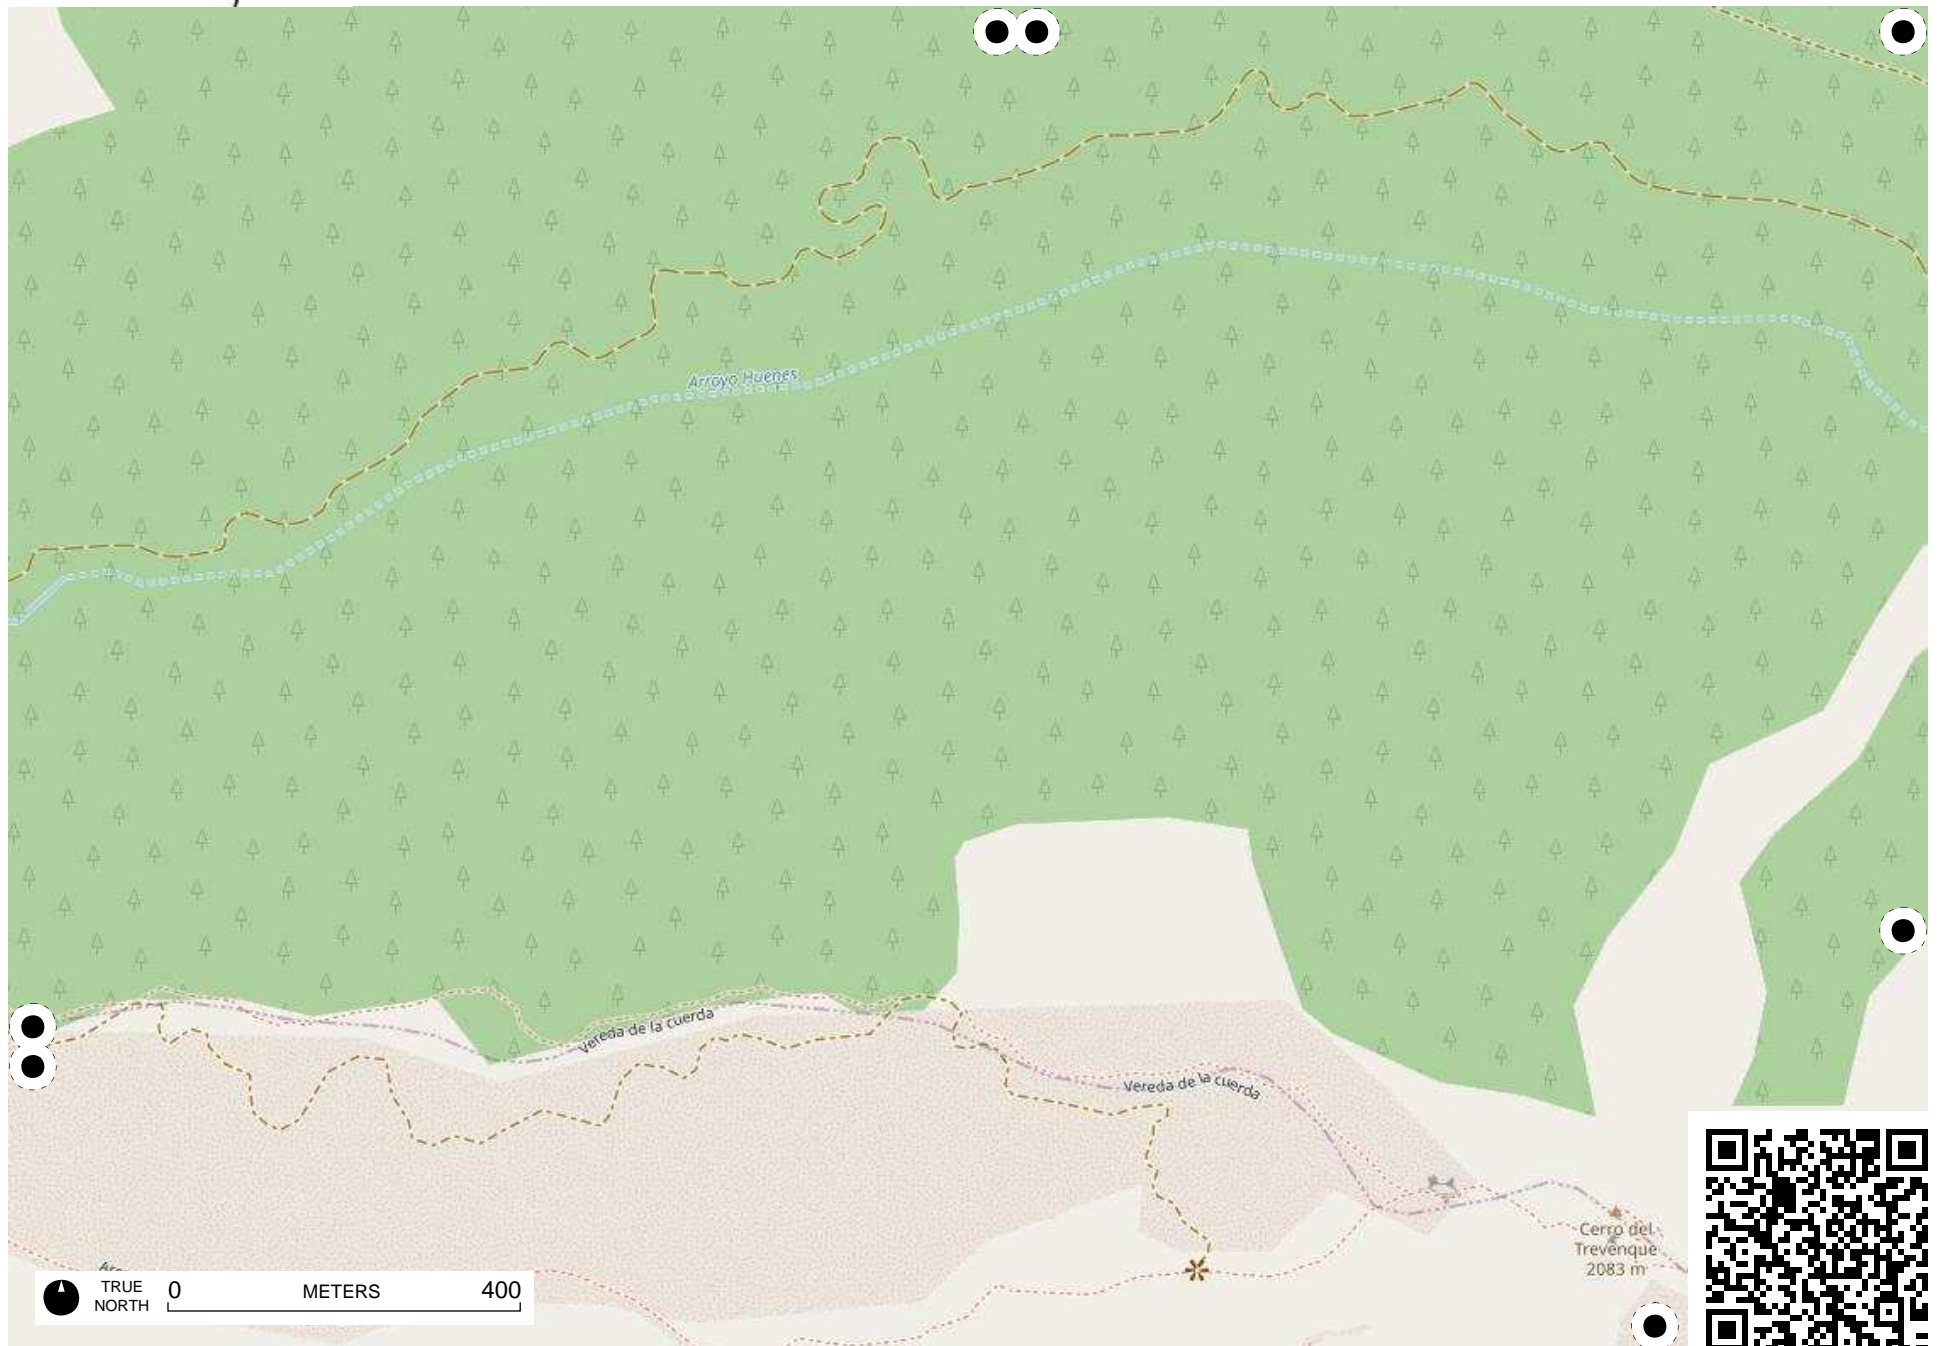 Arroyo Huenes
Vereda de la cuerda
Vereda de la cuerda
Cerro del
Trevenque
2083 m
TRUE
NORTH
0 METERS 400